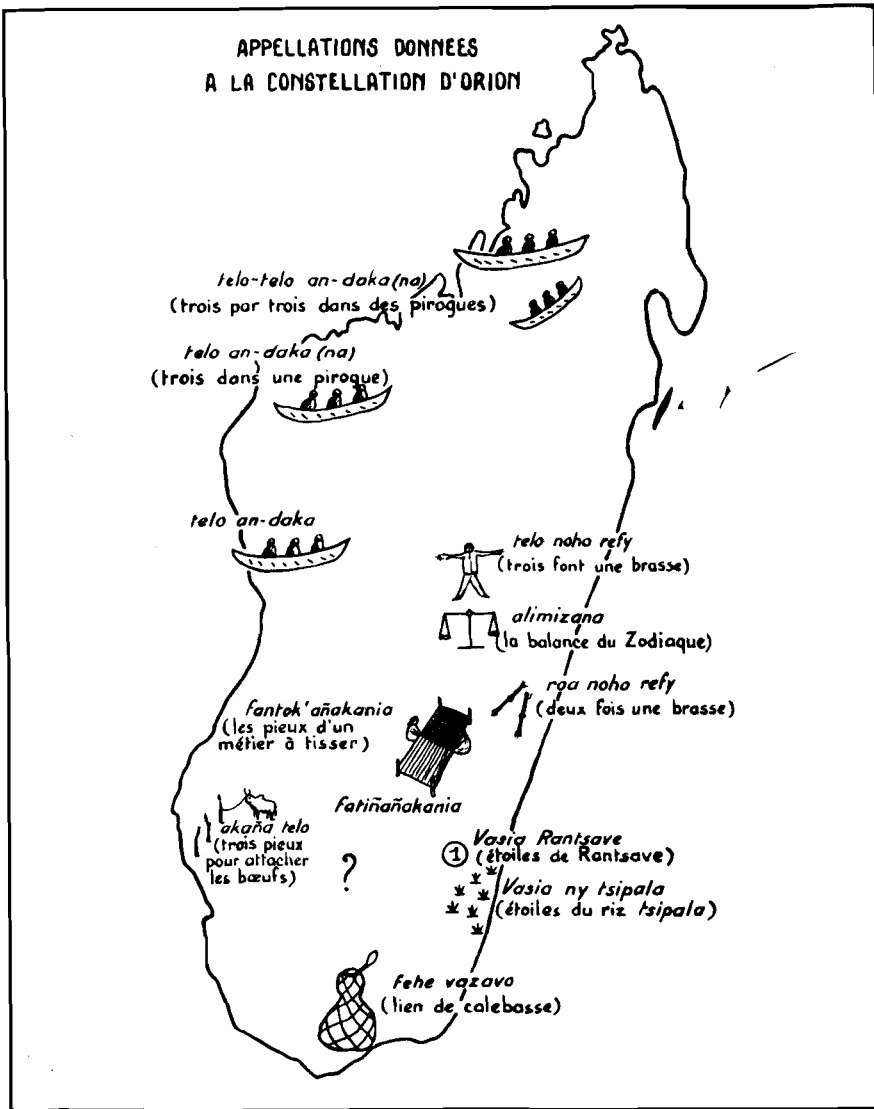 APPELLATIONS DONNEES
A LA CONSTELLATION D'ORION
telo-telo an-daka(na)
(trois par trois dans des pirogues)
telo an-daka (na)
(trois dans une pirogue)
telo an-daka
telo noho refy
(trois font une brasse)
alimizana
(la balance du Zodiaque)
roa noho refy
(deux fois une brasse)
fantok'añakania
(les pieux d'un
métier à tisser)
fatiñañakania
akaña telo
(trois pieux
pour attacher
les bœufs)
?
Vasia Rantsave
① (étoiles de Rantsave)
Vasia ny tsipala
(étoiles du riz tsipala)
fehe vazavo
(lien de calebasse)